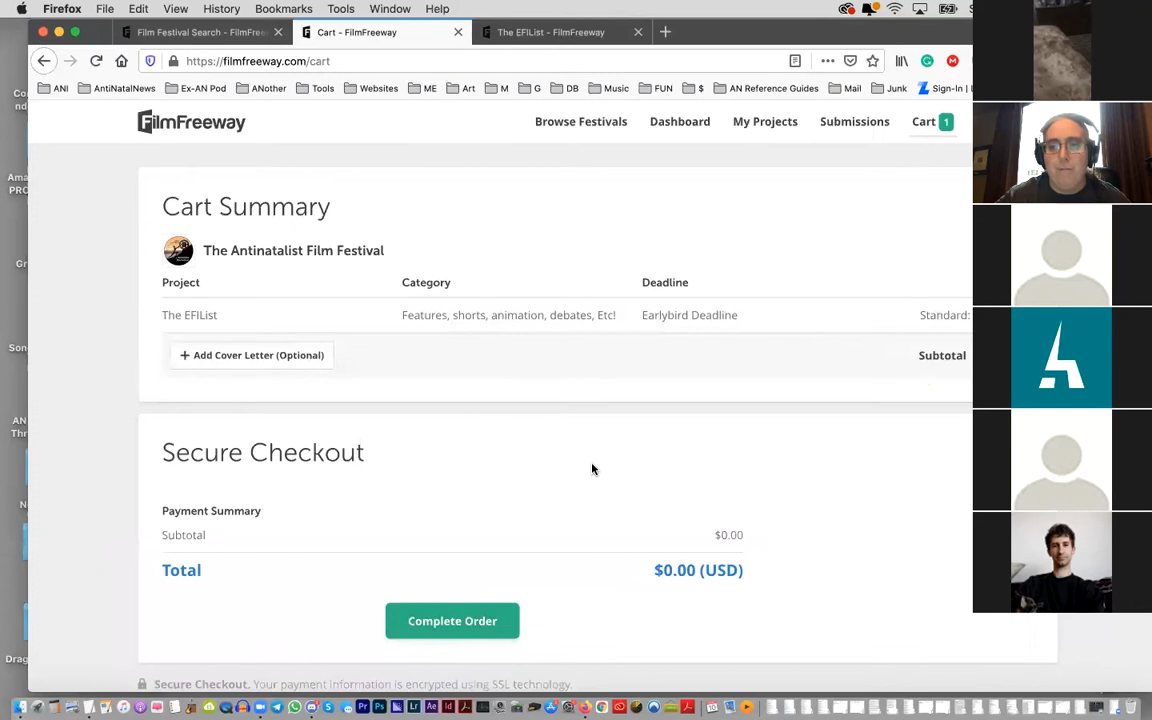 Firefox File Edit View History Bookmarks Tools Window Help
Film Festival Search - FilmFree
Cart - FilmFreeway
The EFIList - FilmFreeway
https://filmfreeway.com/cart
ANI AntiNatalNews Ex-AN Pod ANother Tools Websites ME Art M G DB Music FUN $ AN Reference Guides Mail Junk Sign-In
FilmFreeway
Browse Festivals Dashboard My Projects Submissions Cart 1
Cart Summary
The Antinatalist Film Festival
Project Category Deadline
The EFIList Features, shorts, animation, debates, Etc! Earlybird Deadline Standard:
+ Add Cover Letter (Optional) Subtotal
Secure Checkout
Payment Summary
Subtotal $0.00
Total $0.00 (USD)
Complete Order
Secure Checkout. Your payment information is encrypted using SSL technology.